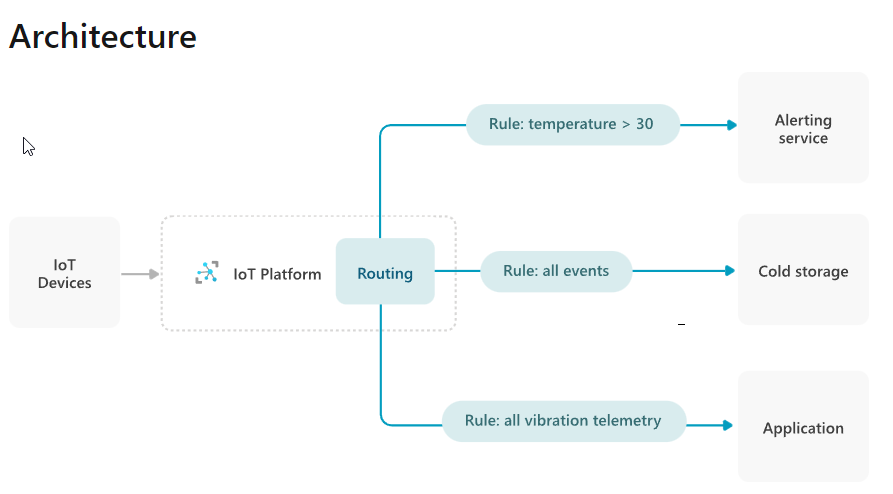 Architecture
Rule: temperature > 30
Alerting
service
IoT
Devices
IoT Platform
Routing
Rule: all events
Cold storage
Rule: all vibration telemetry
Application